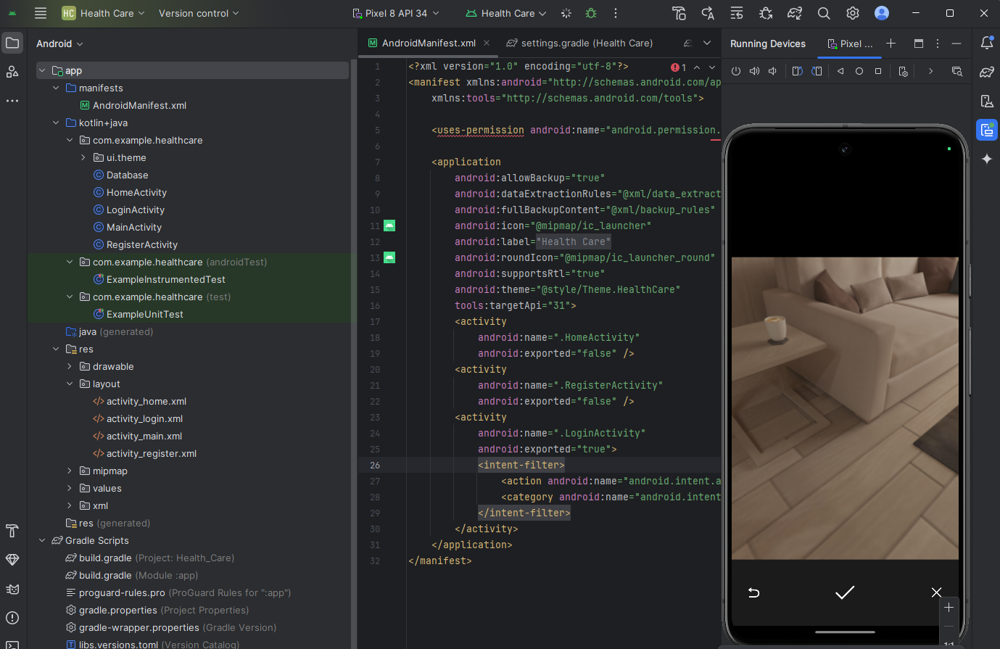 HC Health Care Version control Pixel 8 API 34 Health Care
Android
app
manifests
AndroidManifest.xml
kotlin+java
com.example.healthcare
ui.theme
Database
HomeActivity
LoginActivity
MainActivity
RegisterActivity
com.example.healthcare (androidTest)
ExampleInstrumentedTest
com.example.healthcare (test)
ExampleUnitTest
java (generated)
res
drawable
layout
activity_home.xml
activity_login.xml
activity_main.xml
activity_register.xml
mipmap
values
xml
res (generated)
Gradle Scripts
build.gradle (Project: Health_Care)
build.gradle (Module :app)
proguard-rules.pro (ProGuard Rules for ":app")
gradle.properties (Project Properties)
gradle-wrapper.properties (Gradle Version)
libs.versions.toml (Version Catalog)
AndroidManifest.xml settings.gradle (Health Care)
1 <?xml version="1.0" encoding="utf-8"?> 1
2 <manifest xmlns:android="http://schemas.android.com/ap
3 xmlns:tools="http://schemas.android.com/tools">
4
5 <uses-permission android:name="android.permission.
6
7 <application
8 android:allowBackup="true"
9 android:dataExtractionRules="@xml/data_extract
10 android:fullBackupContent="@xml/backup_rules"
11 android:icon="@mipmap/ic_launcher"
12 android:label="Health Care"
13 android:roundIcon="@mipmap/ic_launcher_round"
14 android:supportsRtl="true"
15 android:theme="@style/Theme.HealthCare"
16 tools:targetApi="31">
17 <activity
18 android:name=".HomeActivity"
19 android:exported="false" />
20 <activity
21 android:name=".RegisterActivity"
22 android:exported="false" />
23 <activity
24 android:name=".LoginActivity"
25 android:exported="true">
26 <intent-filter>
27 <action android:name="android.intent.a
28 <category android:name="android.intent
29 </intent-filter>
30 </activity>
31 </application>
32 </manifest>
Running Devices Pixel ...
1:1